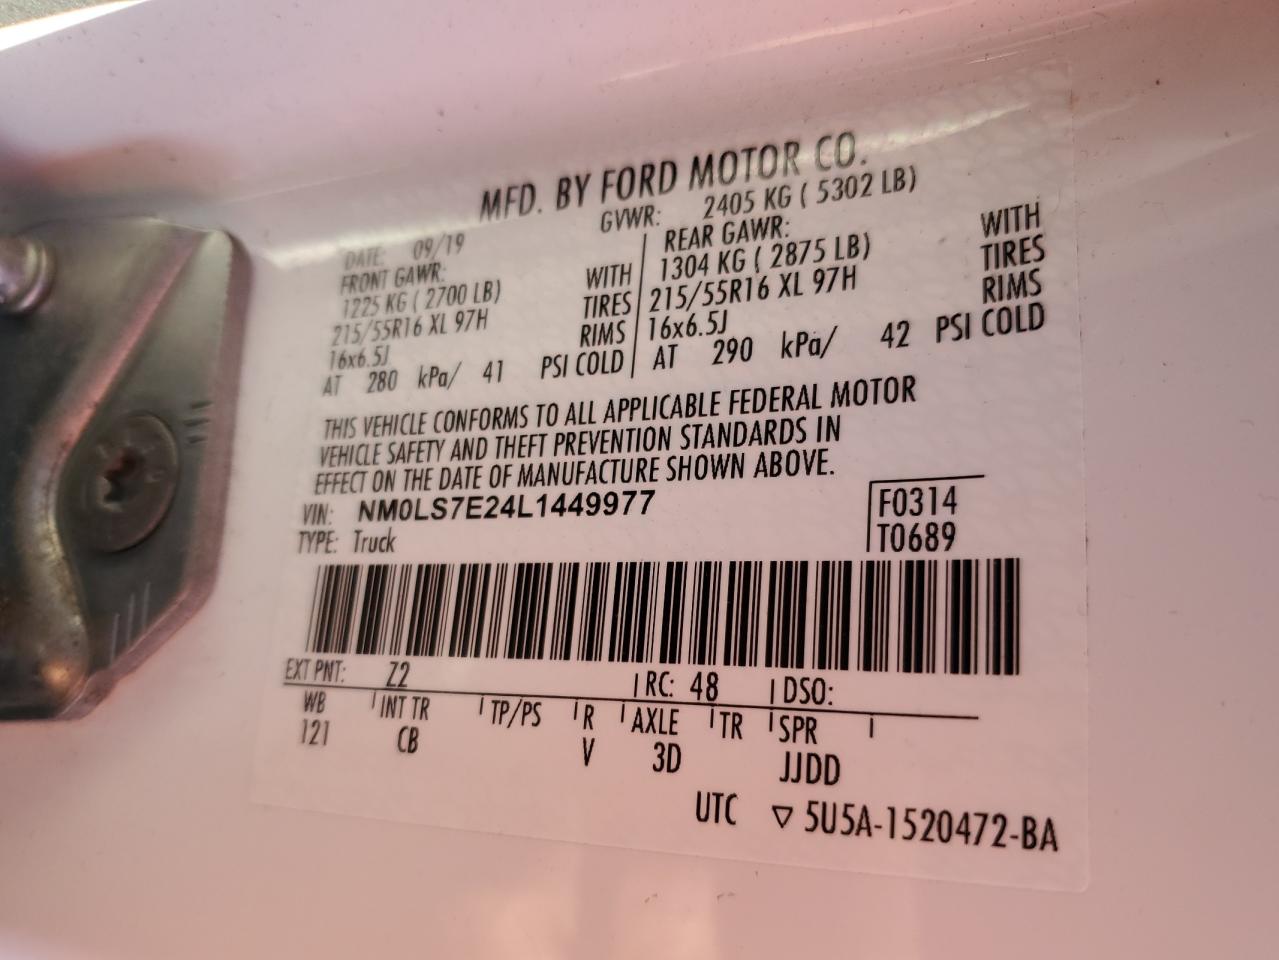 MFD. BY FORD MOTOR CO.
DATE: 09/19 GVWR: 2405 KG ( 5302 LB)
FRONT GAWR: REAR GAWR:
1225 KG ( 2700 LB) WITH 1304 KG ( 2875 LB) WITH
215/55R16 XL 97H TIRES 215/55R16 XL 97H TIRES
16x6.5J RIMS 16x6.5J RIMS
AT 280 kPa/ 41 PSI COLD AT 290 kPa/ 42 PSI COLD
THIS VEHICLE CONFORMS TO ALL APPLICABLE FEDERAL MOTOR
VEHICLE SAFETY AND THEFT PREVENTION STANDARDS IN
EFFECT ON THE DATE OF MANUFACTURE SHOWN ABOVE.
VIN: NM0LS7E24L1449977 F0314
TYPE: Truck T0689
EXT PNT: Z2 RC: 48 DSO:
WB INT TR TP/PS R AXLE TR SPR
121 CB V 3D JJDD
UTC ▽ 5U5A-1520472-BA